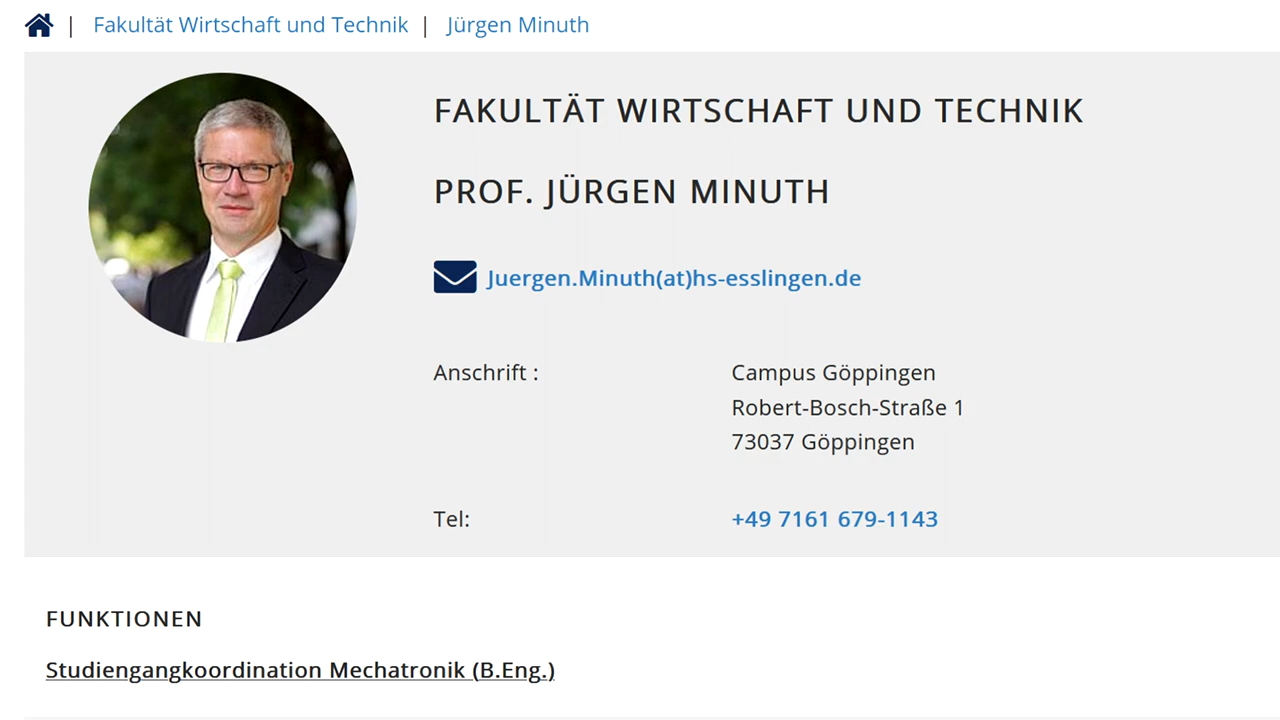 | Fakultät Wirtschaft und Technik | Jürgen Minuth
FAKULTÄT WIRTSCHAFT UND TECHNIK
PROF. JÜRGEN MINUTH
Juergen.Minuth(at)hs-esslingen.de
Anschrift : Campus Göppingen
Robert-Bosch-Straße 1
73037 Göppingen
Tel: +49 7161 679-1143
FUNKTIONEN
Studiengangkoordination Mechatronik (B.Eng.)